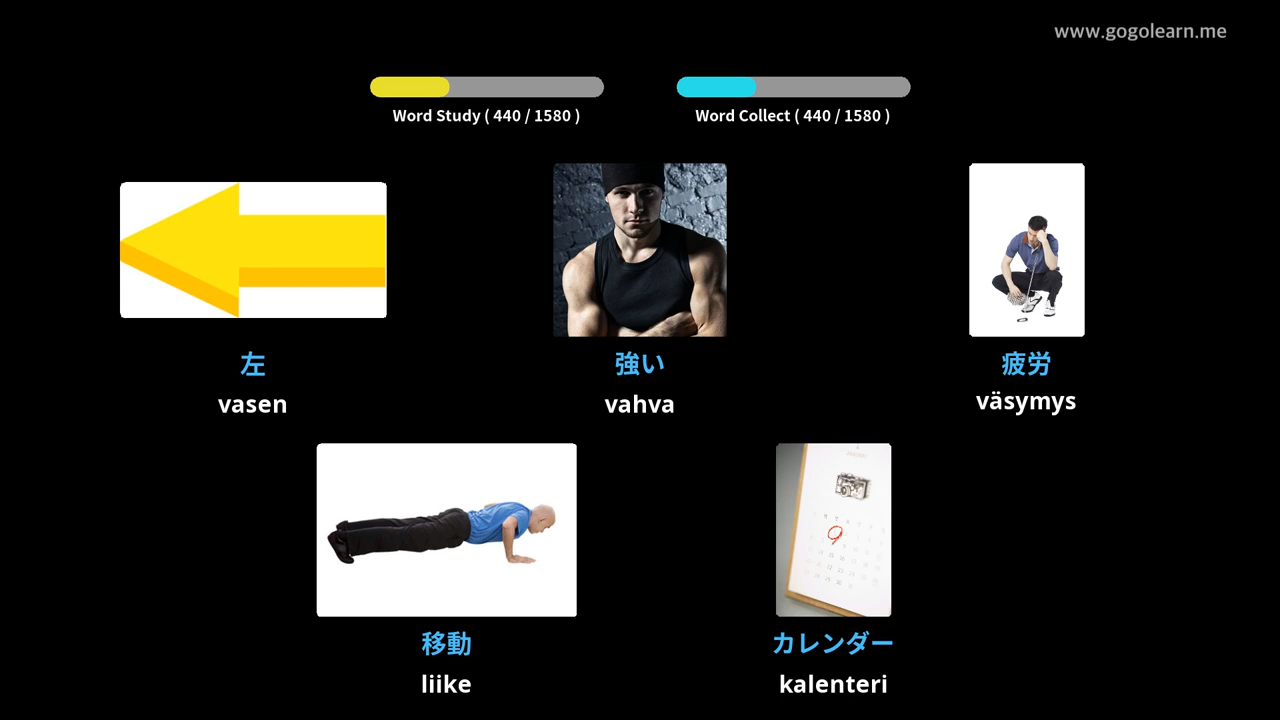 www.gogolearn.me
Word Study ( 440 / 1580 )
Word Collect ( 440 / 1580 )
左
vasen
強い
vahva
疲労
väsymys
移動
liike
カレンダー
kalenteri